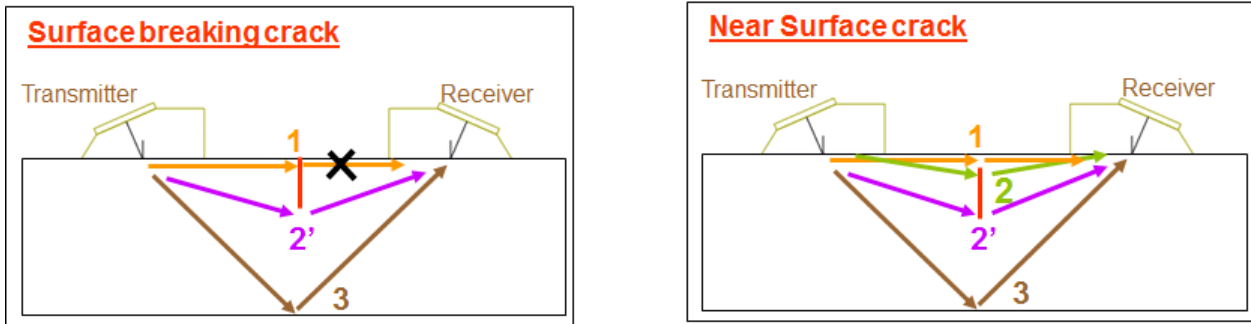 Surface breaking crack
Transmitter
Receiver
1
2’
3
Near Surface crack
Transmitter
Receiver
1
2
2’
3